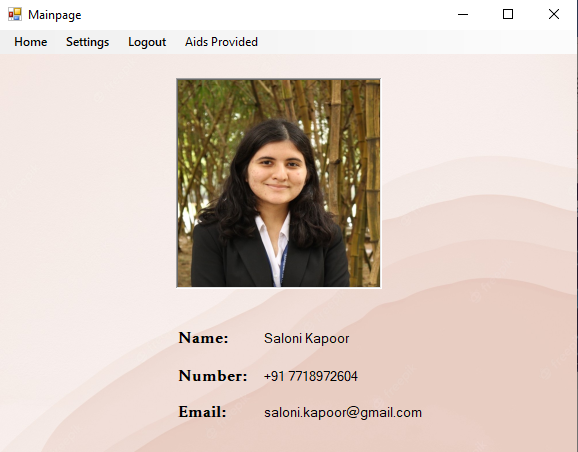 Mainpage
Home Settings Logout Aids Provided
Name: Saloni Kapoor
Number: +91 7718972604
Email: saloni.kapoor@gmail.com